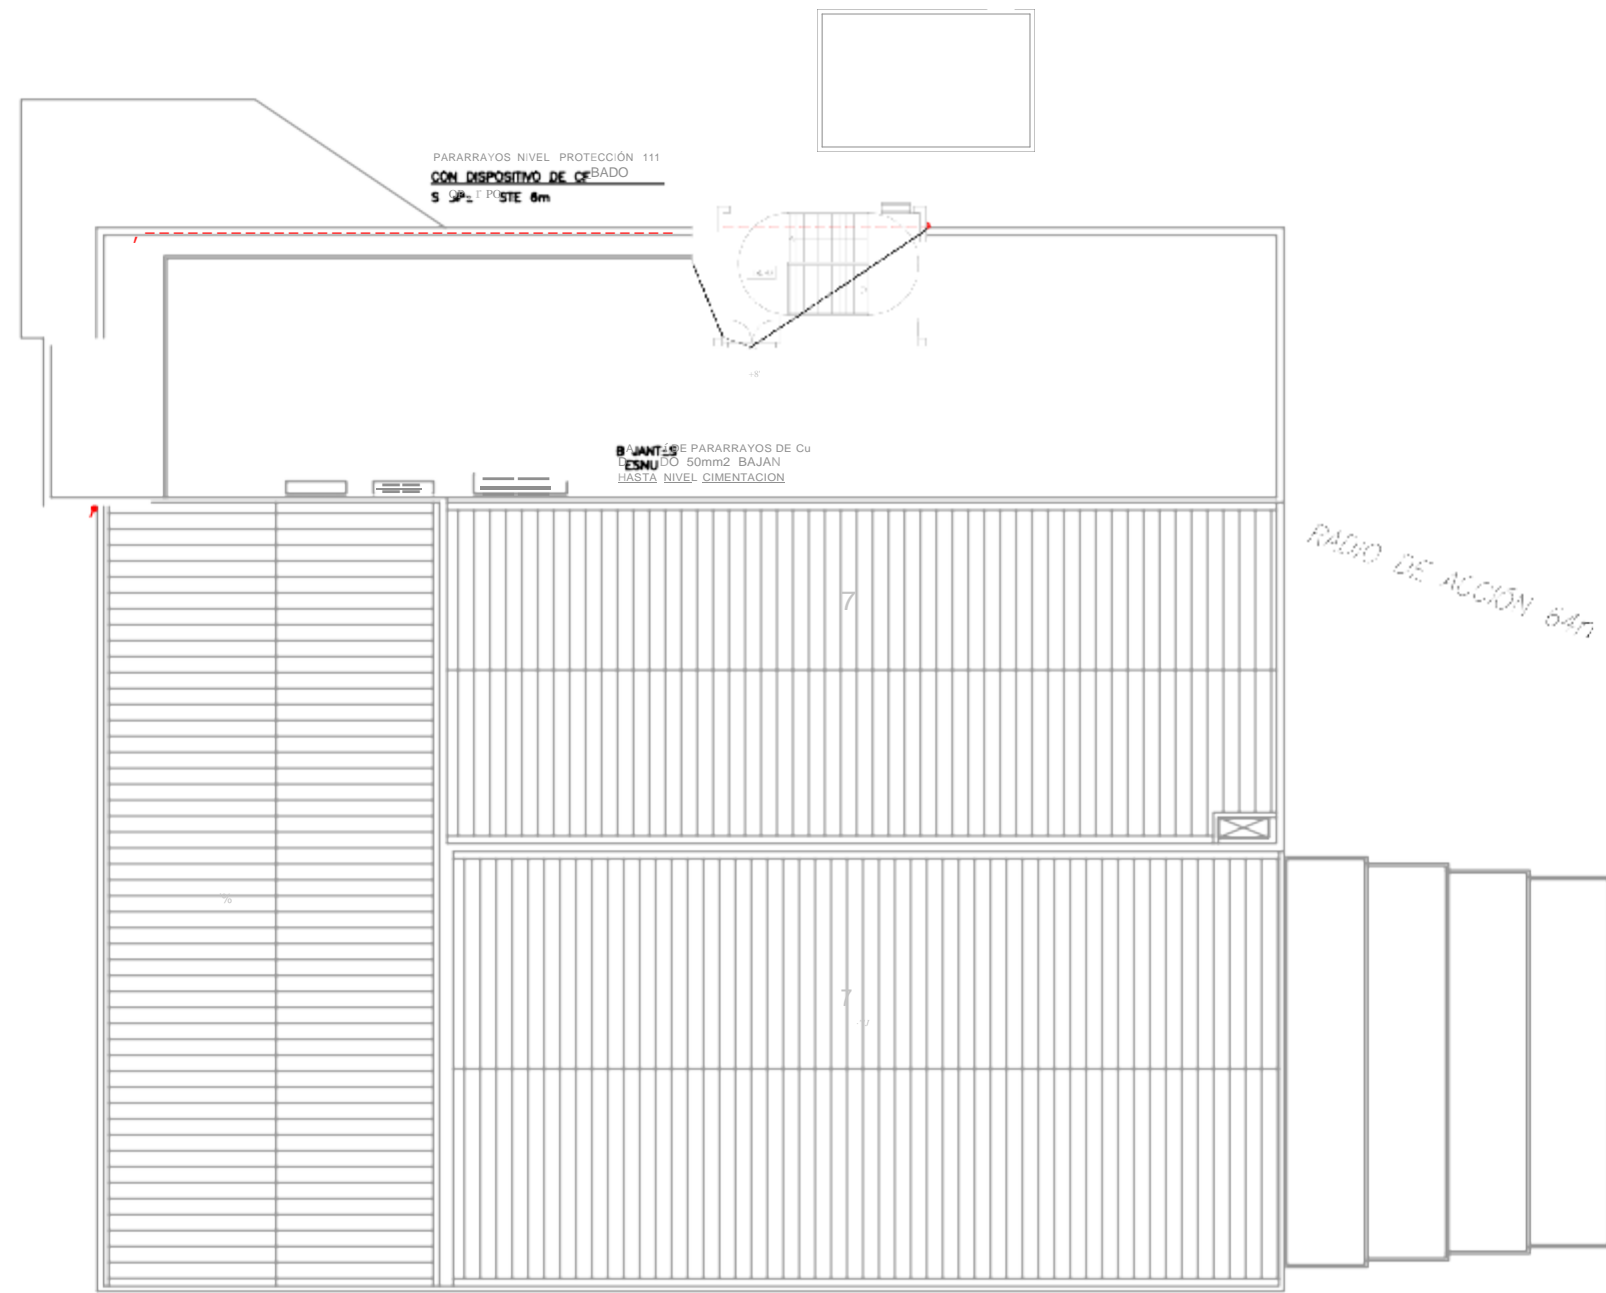 PARARRAYOS NIVEL PROTECCIÓN 111
CON DISPOSITIVO DE CEBADO
STE 6m
PARARRAYOS DE Cu
50mm2 BAJAN
HASTA NIVEL CIMENTACION
7
RADIO DE ACCIÓN 64m
%
7